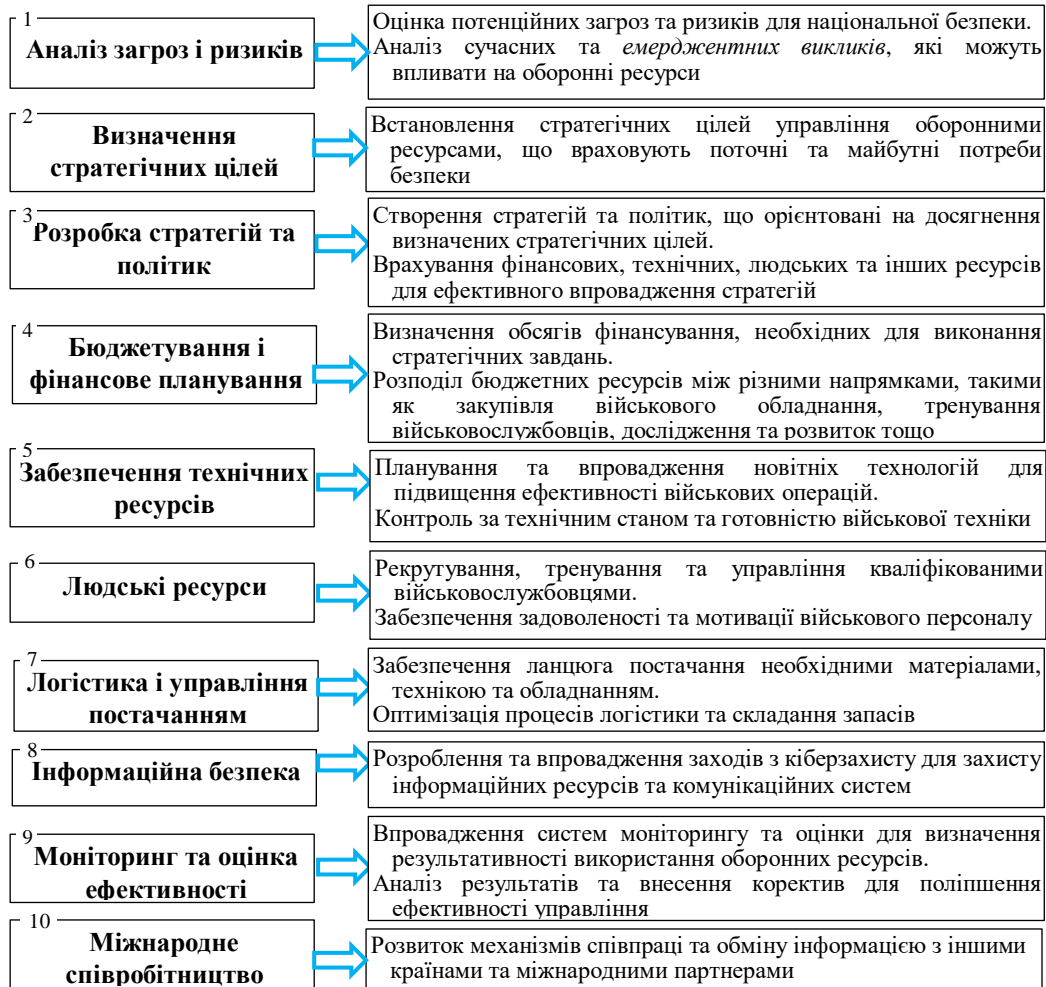 1
Аналіз загроз і ризиків
Оцінка потенційних загроз та ризиків для національної безпеки.
Аналіз сучасних та емерджентних викликів, які можуть
впливати на оборонні ресурси
2
Визначення
стратегічних цілей
Встановлення стратегічних цілей управління оборонними
ресурсами, що враховують поточні та майбутні потреби
безпеки
3
Розробка стратегій та
політик
Створення стратегій та політик, що орієнтовані на досягнення
визначених стратегічних цілей.
Врахування фінансових, технічних, людських та інших ресурсів
для ефективного впровадження стратегій
4
Бюджетування і
фінансове планування
Визначення обсягів фінансування, необхідних для виконання
стратегічних завдань.
Розподіл бюджетних ресурсів між різними напрямками, такими
як закупівля військового обладнання, тренування
військовослужбовців, дослідження та розвиток тощо
5
Забезпечення технічних
ресурсів
Планування та впровадження новітніх технологій для
підвищення ефективності військових операцій.
Контроль за технічним станом та готовністю військової техніки
6
Людські ресурси
Рекрутування, тренування та управління кваліфікованими
військовослужбовцями.
Забезпечення задоволеності та мотивації військового персоналу
7
Логістика і управління
постачанням
Забезпечення ланцюга постачання необхідними матеріалами,
технікою та обладнанням.
Оптимізація процесів логістики та складання запасів
8
Інформаційна безпека
Розроблення та впровадження заходів з кіберзахисту для захисту
інформаційних ресурсів та комунікаційних систем
9
Моніторинг та оцінка
ефективності
Впровадження систем моніторингу та оцінки для визначення
результативності використання оборонних ресурсів.
Аналіз результатів та внесення коректив для поліпшення
ефективності управління
10
Міжнародне
співробітництво
Розвиток механізмів співпраці та обміну інформацією з іншими
країнами та міжнародними партнерами